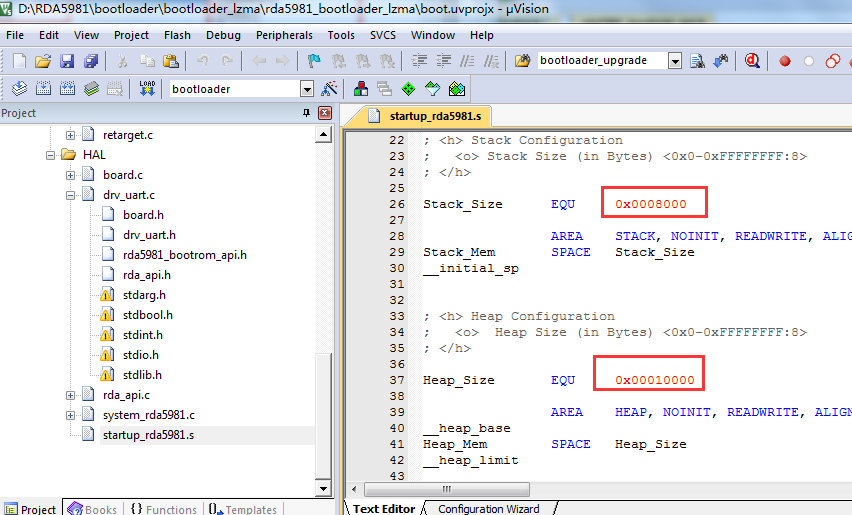 D:\RDA5981\bootloader\bootloader_lzma\rda5981_bootloader_lzma\boot.uvprojx - µVision
File Edit View Project Flash Debug Peripherals Tools SVCS Window Help
bootloader_upgrade
LOAD bootloader
Project
startup_rda5981.s
retarget.c
HAL
board.c
drv_uart.c
board.h
drv_uart.h
rda5981_bootrom_api.h
rda_api.h
stdarg.h
stdbool.h
stdint.h
stdio.h
stdlib.h
rda_api.c
system_rda5981.c
startup_rda5981.s
Project Books {} Functions Templates
22 ; <h> Stack Configuration
23 ;   <o> Stack Size (in Bytes) <0x0-0xFFFFFFFF:8>
24 ; </h>
25
26 Stack_Size EQU 0x0008000
27
28 AREA STACK, NOINIT, READWRITE, ALIG
29 Stack_Mem SPACE Stack_Size
30 __initial_sp
31
32
33 ; <h> Heap Configuration
34 ;   <o>  Heap Size (in Bytes) <0x0-0xFFFFFFFF:8>
35 ; </h>
36
37 Heap_Size EQU 0x00010000
38
39 AREA HEAP, NOINIT, READWRITE, ALIGN
40 __heap_base
41 Heap_Mem SPACE Heap_Size
42 __heap_limit
43
Text Editor Configuration Wizard